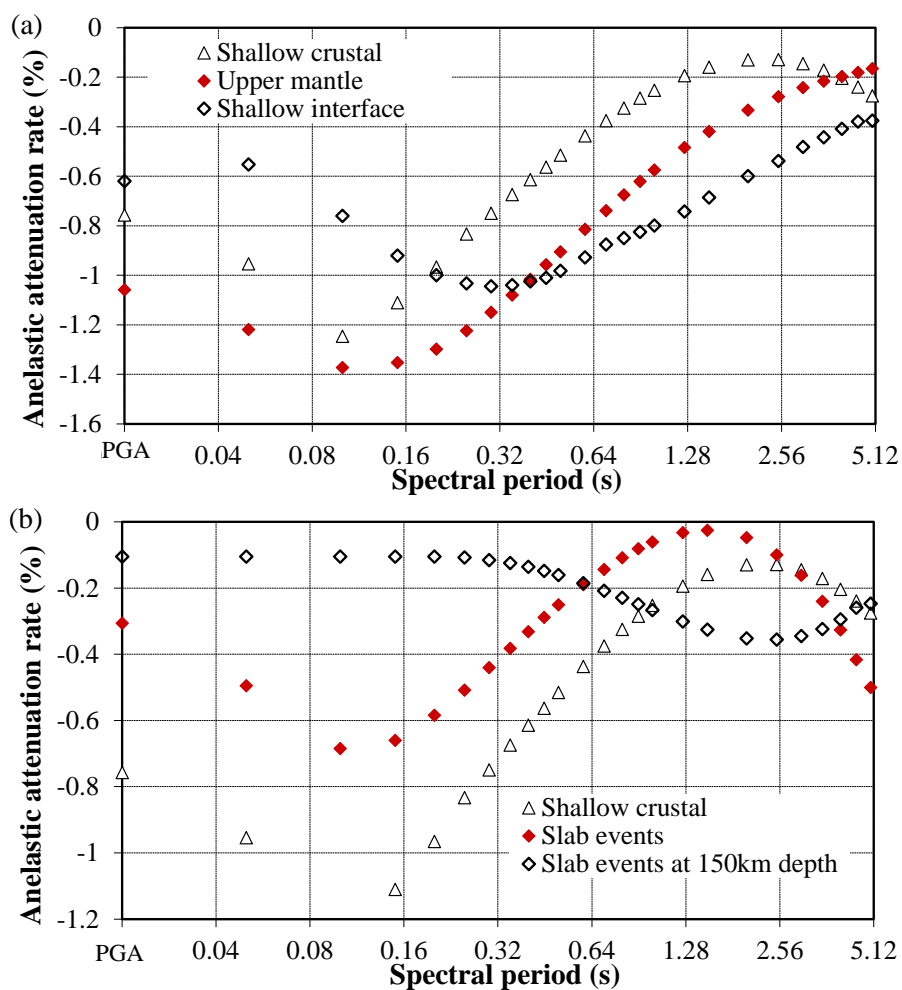 (a)
0
-0.2
-0.4
-0.6
-0.8
-1
-1.2
-1.4
-1.6
Anelastic attenuation rate (%)
Shallow crustal
Upper mantle
Shallow interface
PGA 0.04 0.08 0.16 0.32 0.64 1.28 2.56 5.12
Spectral period (s)
(b)
0
-0.2
-0.4
-0.6
-0.8
-1
-1.2
Anelastic attenuation rate (%)
Shallow crustal
Slab events
Slab events at 150km depth
PGA 0.04 0.08 0.16 0.32 0.64 1.28 2.56 5.12
Spectral period (s)